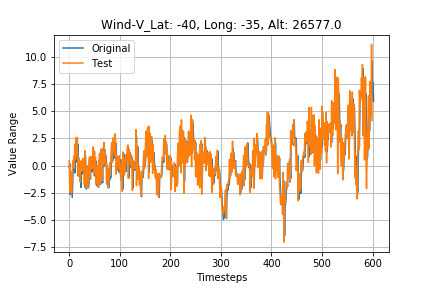 Wind-V_Lat: -40, Long: -35, Alt: 26577.0
Original
Test
Value Range
10.0
7.5
5.0
2.5
0.0
−2.5
−5.0
−7.5
0 100 200 300 400 500 600
Timesteps